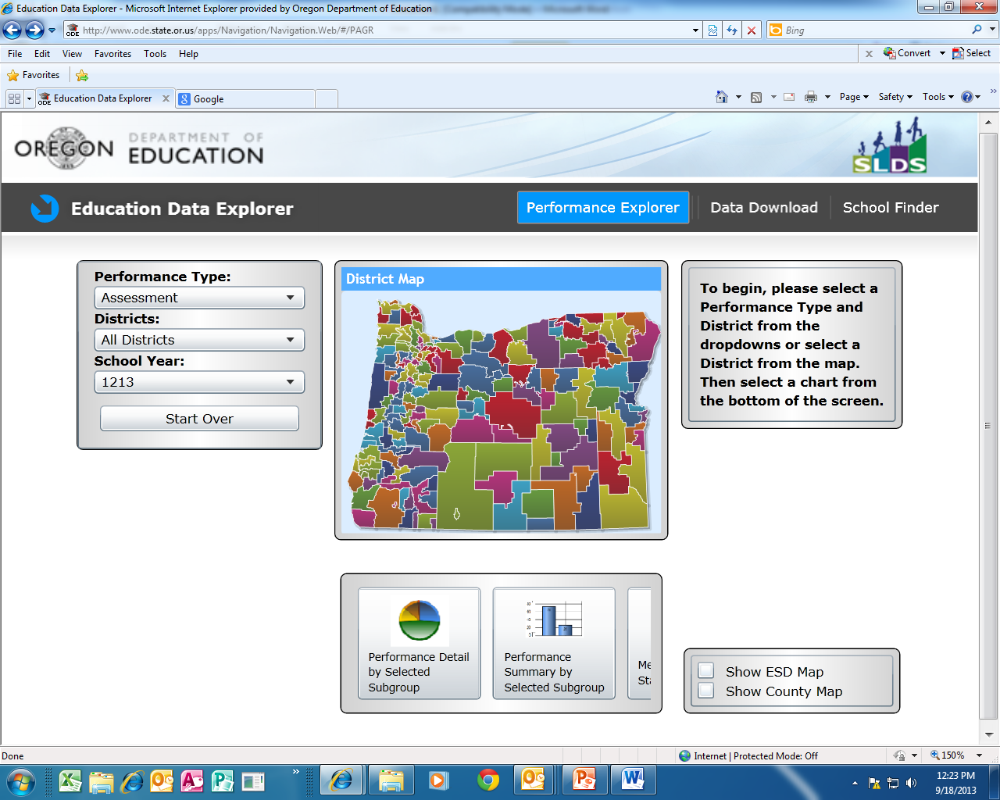 Education Data Explorer - Microsoft Internet Explorer provided by Oregon Department of Education
http://www.ode.state.or.us/apps/Navigation/Navigation.Web/#/PAGR
Bing
File Edit View Favorites Tools Help
Convert Select
Favorites
Education Data Explorer
Google
Page Safety Tools
OREGON DEPARTMENT OF EDUCATION
SLDS
Education Data Explorer
Performance Explorer
Data Download
School Finder
Performance Type:
Assessment
Districts:
All Districts
School Year:
1213
Start Over
District Map
To begin, please select a
Performance Type and
District from the
dropdowns or select a
District from the map.
Then select a chart from
the bottom of the screen.
Performance Detail
by Selected
Subgroup
Performance
Summary by
Selected Subgroup
Me
Sta
Show ESD Map
Show County Map
Done
Internet | Protected Mode: Off
150%
12:23 PM
9/18/2013